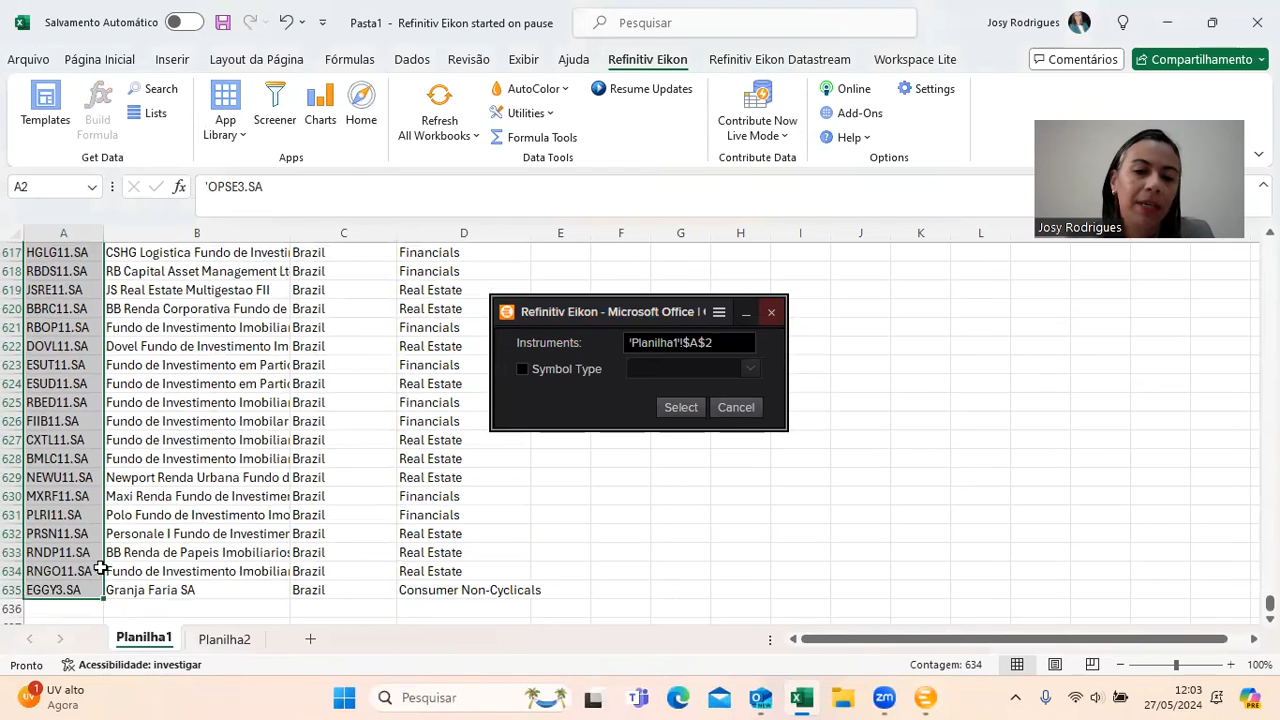 Salvamento Automático
Pasta1 - Refinitiv Eikon started on pause
Pesquisar
Josy Rodrigues
Arquivo Página Inicial Inserir Layout da Página Fórmulas Dados Revisão Exibir Ajuda Refinitiv Eikon Refinitiv Eikon Datastream Workspace Lite Comentários Compartilhamento
Templates Build Formula Search Lists
Get Data
App Library Screener Charts Home
Apps
Refresh All Workbooks AutoColor Utilities Formula Tools Resume Updates
Data Tools
Contribute Now Live Mode
Contribute Data
Online Settings Add-Ons Help
Options
A2 fx 'OPSE3.SA
Josy Rodrigues
A B C D E F G H I J K L
617 HGLG11.SA CSHG Logistica Fundo de Investi Brazil Financials
618 RBDS11.SA RB Capital Asset Management Lt Brazil Financials
619 JSRE11.SA JS Real Estate Multigestao FII Brazil Real Estate
620 BBRC11.SA BB Renda Corporativa Fundo de Brazil Real Estate
621 RBOP11.SA Fundo de Investimento Imobiliar Brazil Financials
622 DOVL11.SA Dovel Fundo de Investimento Im Brazil Real Estate
623 ESUT11.SA Fundo de Investimento em Parti Brazil Financials
624 ESUD11.SA Fundo de Investimento em Parti Brazil Real Estate
625 RBED11.SA Fundo de Investimento Imobiliar Brazil Real Estate
626 FIIB11.SA Fundo de Investimento Imobilar Brazil Financials
627 CXTL11.SA Fundo de Investimento Imobiliar Brazil Real Estate
628 BMLC11.SA Fundo de Investimento Imobiliar Brazil Real Estate
629 NEWU11.SA Newport Renda Urbana Fundo d Brazil Real Estate
630 MXRF11.SA Maxi Renda Fundo de Investimen Brazil Financials
631 PLRI11.SA Polo Fundo de Investimento Imo Brazil Financials
632 PRSN11.SA Personale I Fundo de Investimen Brazil Real Estate
633 RNDP11.SA BB Renda de Papeis Imobiliarios Brazil Real Estate
634 RNGO11.SA Fundo de Investimento Imobiliar Brazil Real Estate
635 EGGY3.SA Granja Faria SA Brazil Consumer Non-Cyclicals
636
Refinitiv Eikon - Microsoft Office |
Instruments: 'Planilha1'!$A$2
Symbol Type
Select Cancel
Planilha1 Planilha2
Pronto Acessibilidade: investigar Contagem: 634 100%
UV alto
Agora
Pesquisar
12:03
27/05/2024